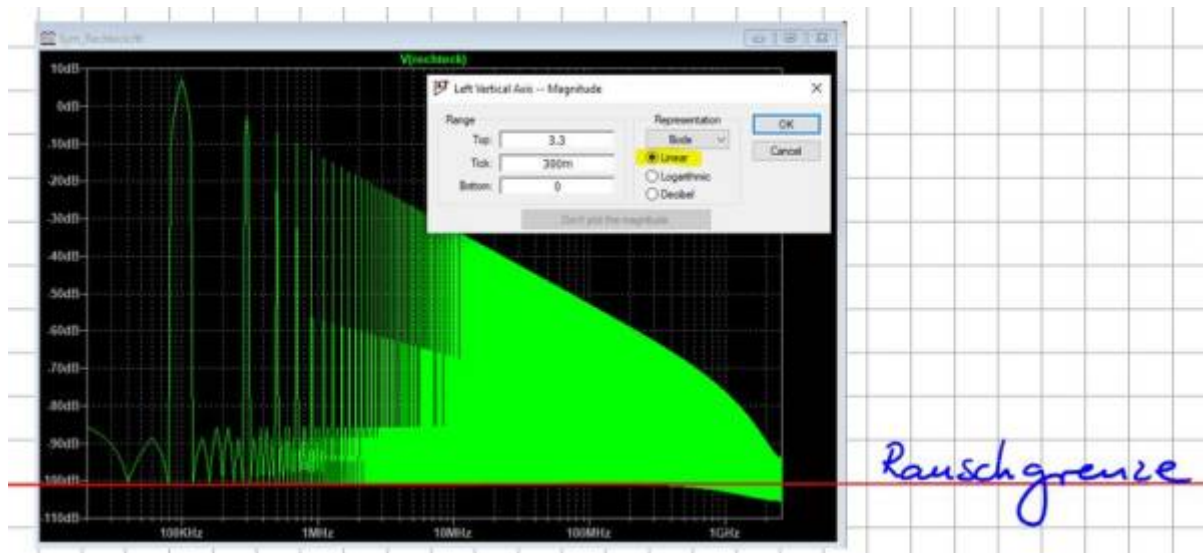 V(rechteck)
10dB
0dB
-10dB
-20dB
-30dB
-40dB
-50dB
-60dB
-70dB
-80dB
-90dB
-100dB
-110dB
100KHz 1MHz 10MHz 100MHz 1GHz
Left Vertical Axis -- Magnitude
Range
Top: 3.3
Tick: 300m
Bottom: 0
Representation
Bode
Linear
Logarithmic
Decibel
OK
Cancel
Don't plot the magnitude
Rauschgrenze